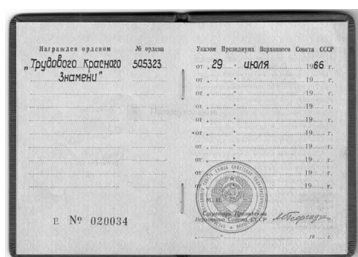 Награжден орденом
№ ордена
„Трудового Красного
505323
Знамени"
Е № 020034
Указом Президиума Верховного Совета СССР
от „29 " июля 1966 г.
от „ " 19 г.
от „ " 19 г.
от „ " 19 г.
от „ " 19 г.
от „ " 19 г.
от „ " 19 г.
от „ " 19 г.
от „ " 19 г.
от „ " 19 г.
М. П.
Секретарь Президиума
Верховного Совета СССР